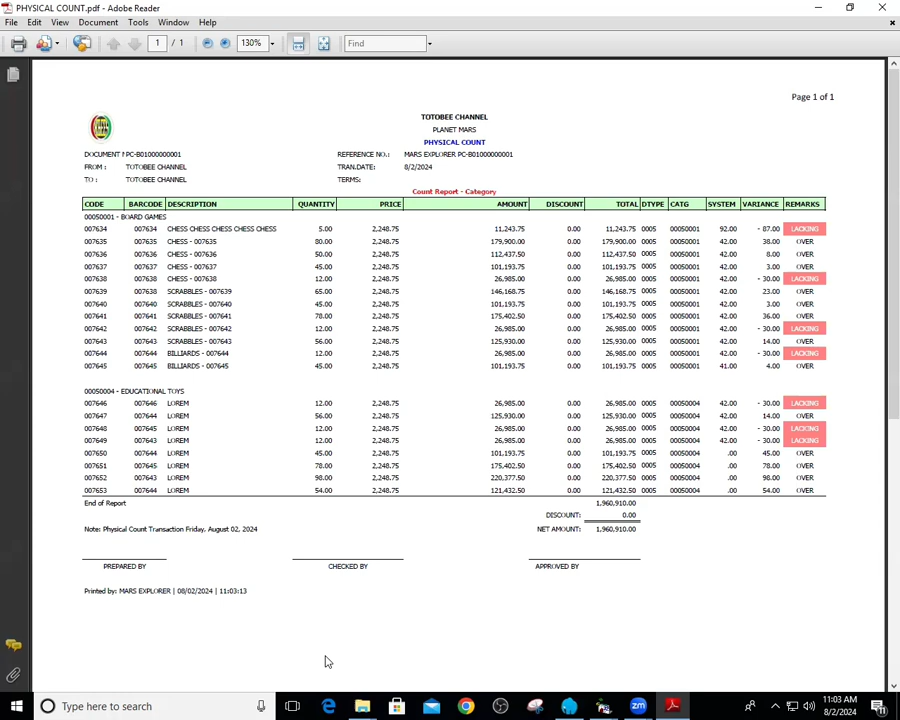 PHYSICAL COUNT.pdf - Adobe Reader
File Edit View Document Tools Window Help
1 / 1 130% Find
Page 1 of 1
TOTOBEE CHANNEL
PLANET MARS
PHYSICAL COUNT
DOCUMENT PC-B01000000001 REFERENCE NO.: MARS EXPLORER PC-B01000000001
FROM : TOTOBEE CHANNEL TRAN.DATE: 8/2/2024
TO : TOTOBEE CHANNEL TERMS:
Count Report - Category
CODE BARCODE DESCRIPTION QUANTITY PRICE AMOUNT DISCOUNT TOTAL DTYPE CATG SYSTEM VARIANCE REMARKS
00050001 - BOARD GAMES
007634 007634 CHESS CHESS CHESS CHESS CHESS 5.00 2,248.75 11,243.75 0.00 11,243.75 0005 00050001 92.00 - 87.00 LACKING
007635 007635 CHESS - 007635 80.00 2,248.75 179,900.00 0.00 179,900.00 0005 00050001 42.00 38.00 OVER
007636 007636 CHESS - 007636 50.00 2,248.75 112,437.50 0.00 112,437.50 0005 00050001 42.00 8.00 OVER
007637 007637 CHESS - 007637 45.00 2,248.75 101,193.75 0.00 101,193.75 0005 00050001 42.00 3.00 OVER
007638 007638 CHESS - 007638 12.00 2,248.75 26,985.00 0.00 26,985.00 0005 00050001 42.00 - 30.00 LACKING
007639 007638 SCRABBLES - 007639 65.00 2,248.75 146,168.75 0.00 146,168.75 0005 00050001 42.00 23.00 OVER
007640 007640 SCRABBLES - 007640 45.00 2,248.75 101,193.75 0.00 101,193.75 0005 00050001 42.00 3.00 OVER
007641 007641 SCRABBLES - 007641 78.00 2,248.75 175,402.50 0.00 175,402.50 0005 00050001 42.00 36.00 OVER
007642 007642 SCRABBLES - 007642 12.00 2,248.75 26,985.00 0.00 26,985.00 0005 00050001 42.00 - 30.00 LACKING
007643 007643 SCRABBLES - 007643 56.00 2,248.75 125,930.00 0.00 125,930.00 0005 00050001 42.00 14.00 OVER
007644 007644 BILLIARDS - 007644 12.00 2,248.75 26,985.00 0.00 26,985.00 0005 00050001 42.00 - 30.00 LACKING
007645 007645 BILLIARDS - 007645 45.00 2,248.75 101,193.75 0.00 101,193.75 0005 00050001 41.00 4.00 OVER
00050004 - EDUCATIONAL TOYS
007646 007646 LOREM 12.00 2,248.75 26,985.00 0.00 26,985.00 0005 00050004 42.00 - 30.00 LACKING
007647 007644 LOREM 56.00 2,248.75 125,930.00 0.00 125,930.00 0005 00050004 42.00 14.00 OVER
007648 007645 LOREM 12.00 2,248.75 26,985.00 0.00 26,985.00 0005 00050004 42.00 - 30.00 LACKING
007649 007643 LOREM 12.00 2,248.75 26,985.00 0.00 26,985.00 0005 00050004 42.00 - 30.00 LACKING
007650 007644 LOREM 45.00 2,248.75 101,193.75 0.00 101,193.75 0005 00050004 .00 45.00 OVER
007651 007645 LOREM 78.00 2,248.75 175,402.50 0.00 175,402.50 0005 00050004 .00 78.00 OVER
007652 007643 LOREM 98.00 2,248.75 220,377.50 0.00 220,377.50 0005 00050004 .00 98.00 OVER
007653 007644 LOREM 54.00 2,248.75 121,432.50 0.00 121,432.50 0005 00050004 .00 54.00 OVER
End of Report 1,960,910.00
DISCOUNT: 0.00
Note: Physical Count Transaction Friday, August 02, 2024 NET AMOUNT: 1,960,910.00
PREPARED BY CHECKED BY APPROVED BY
Printed by: MARS EXPLORER | 08/02/2024 | 11:03:13
Type here to search zm 11:03 AM
8/2/2024 11